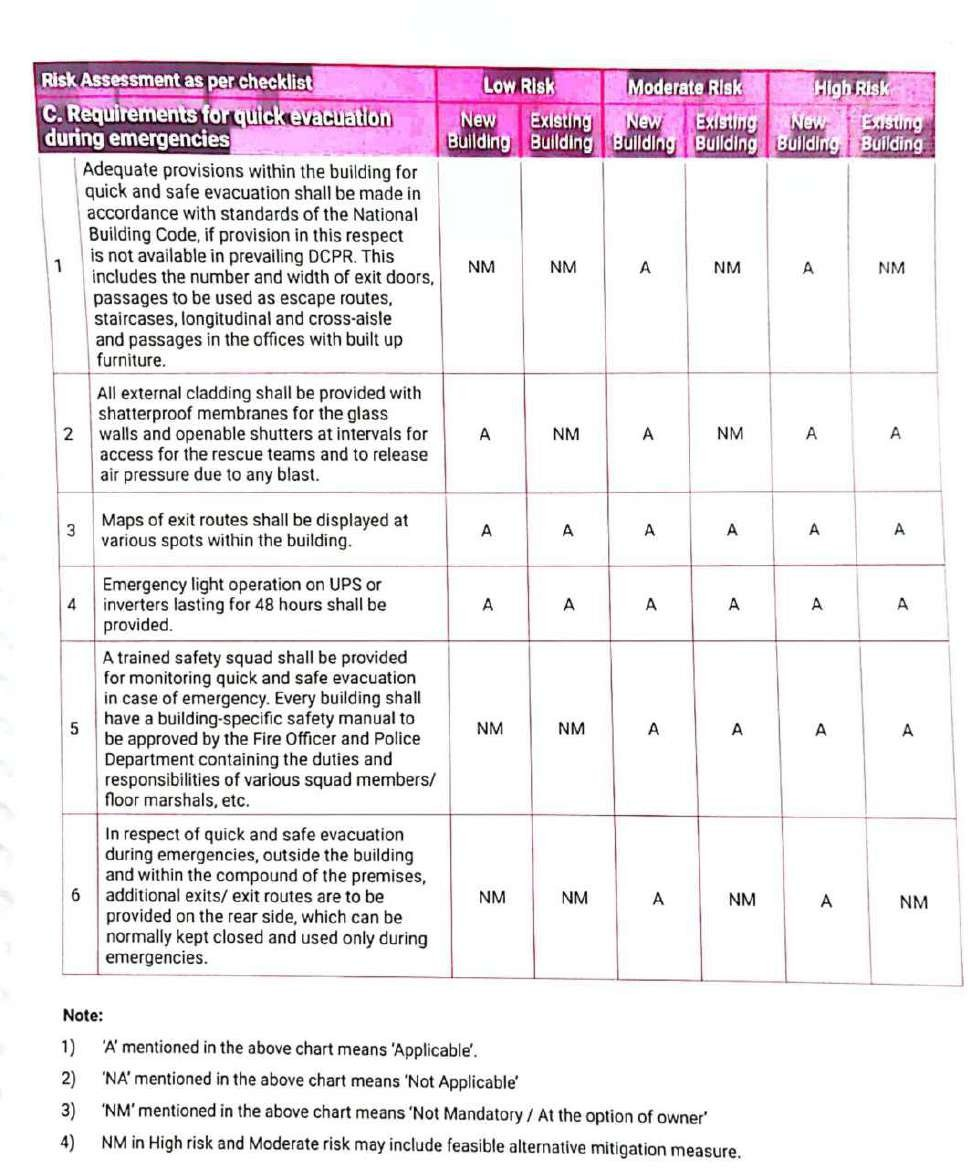 Risk Assessment as per checklist Low Risk Moderate Risk High Risk
C. Requirements for quick evacuation during emergencies New Building Existing Building New Building Existing Building New Building Existing Building
1 Adequate provisions within the building for
quick and safe evacuation shall be made in
accordance with standards of the National
Building Code, if provision in this respect
is not available in prevailing DCPR. This
includes the number and width of exit doors,
passages to be used as escape routes,
staircases, longitudinal and cross-aisle
and passages in the offices with built up
furniture.
NM NM A NM A NM
2 All external cladding shall be provided with
shatterproof membranes for the glass
walls and openable shutters at intervals for
access for the rescue teams and to release
air pressure due to any blast.
A NM A NM A A
3 Maps of exit routes shall be displayed at
various spots within the building.
A A A A A A
4 Emergency light operation on UPS or
inverters lasting for 48 hours shall be
provided.
A A A A A A
5 A trained safety squad shall be provided
for monitoring quick and safe evacuation
in case of emergency. Every building shall
have a building-specific safety manual to
be approved by the Fire Officer and Police
Department containing the duties and
responsibilities of various squad members/
floor marshals, etc.
NM NM A A A A
6 In respect of quick and safe evacuation
during emergencies, outside the building
and within the compound of the premises,
additional exits/ exit routes are to be
provided on the rear side, which can be
normally kept closed and used only during
emergencies.
NM NM A NM A NM
Note:
1) 'A' mentioned in the above chart means 'Applicable'.
2) 'NA' mentioned in the above chart means 'Not Applicable'
3) 'NM' mentioned in the above chart means 'Not Mandatory / At the option of owner'
4) NM in High risk and Moderate risk may include feasible alternative mitigation measure.